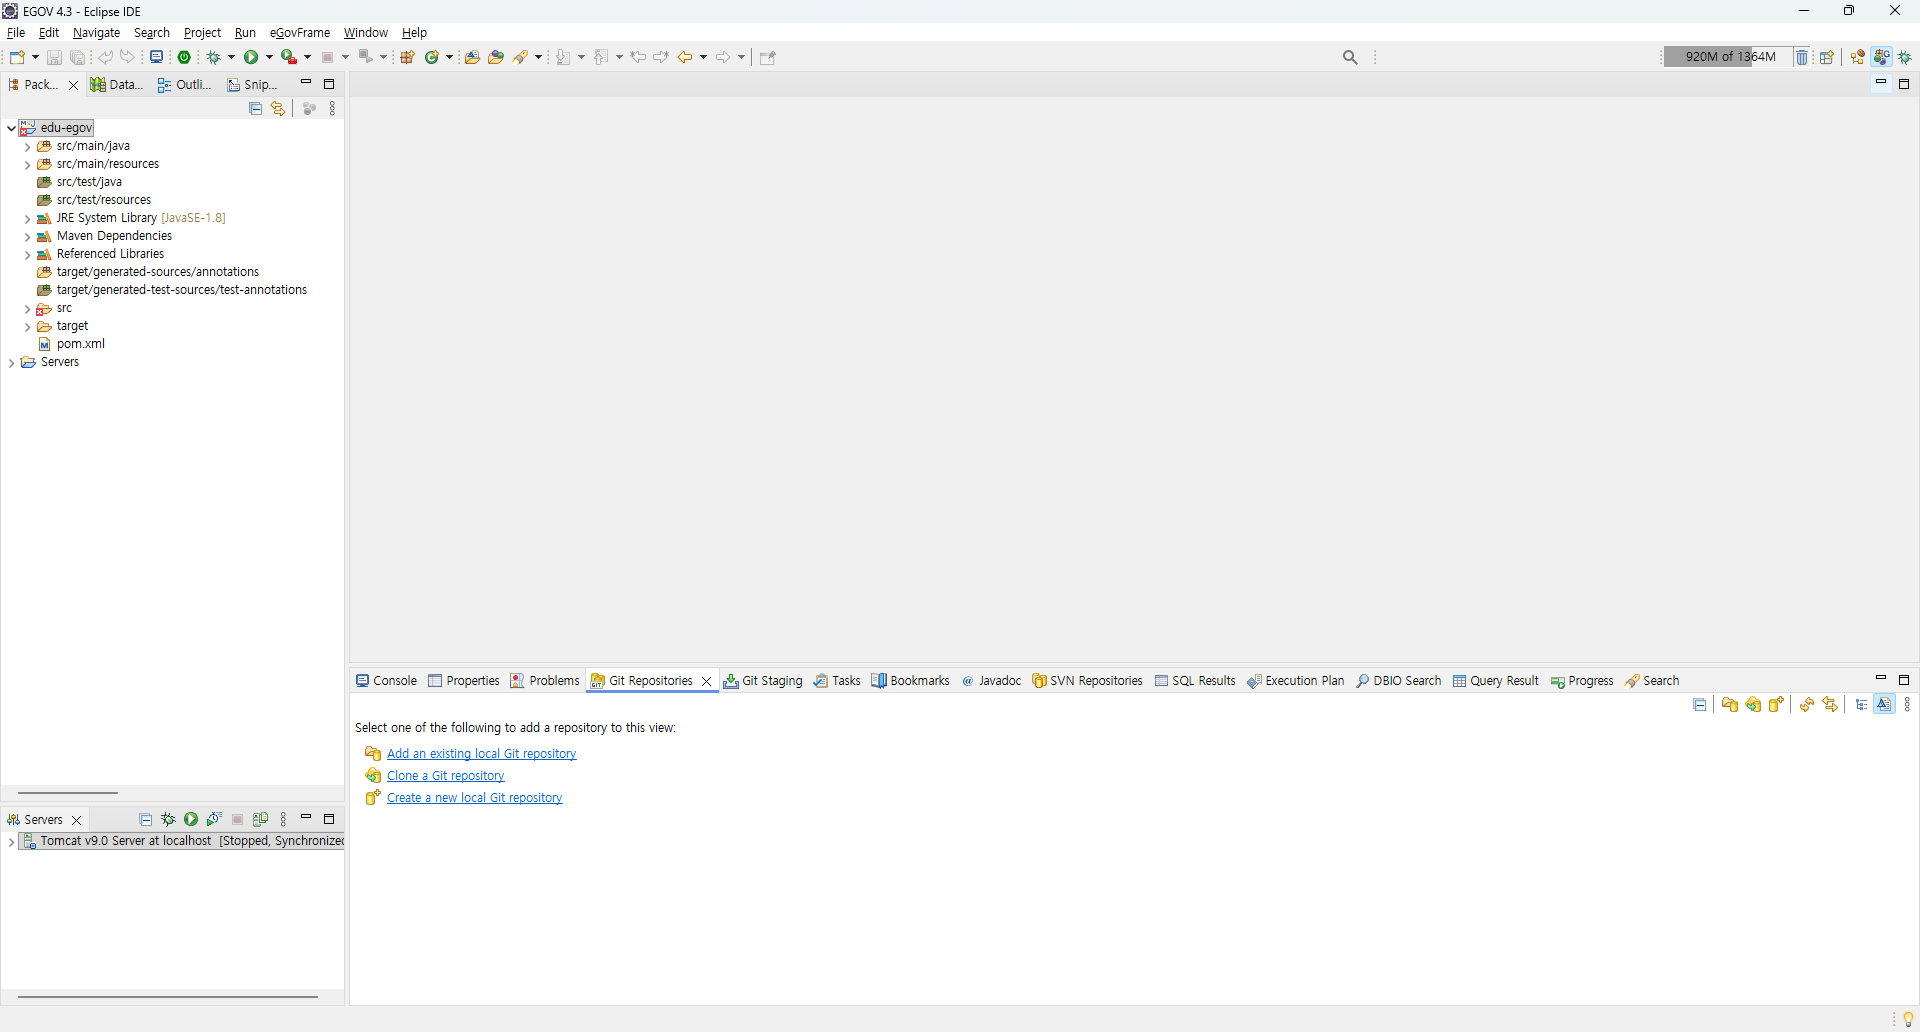 EGOV 4.3 - Eclipse IDE
File Edit Navigate Search Project Run eGovFrame Window Help
920M of 1364M
Pack... Data... Outli... Snip...
edu-egov
src/main/java
src/main/resources
src/test/java
src/test/resources
JRE System Library [JavaSE-1.8]
Maven Dependencies
Referenced Libraries
target/generated-sources/annotations
target/generated-test-sources/test-annotations
src
target
pom.xml
Servers
Console Properties Problems Git Repositories Git Staging Tasks Bookmarks Javadoc SVN Repositories SQL Results Execution Plan DBIO Search Query Result Progress Search
Select one of the following to add a repository to this view:
Add an existing local Git repository
Clone a Git repository
Create a new local Git repository
Servers
Tomcat v9.0 Server at localhost [Stopped, Synchronized